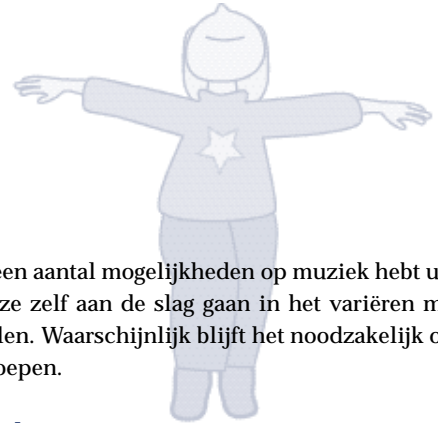 een aantal mogelijkheden op muziek hebt u
ze zelf aan de slag gaan in het variëren m
len. Waarschijnlijk blijft het noodzakelijk o
oepen.